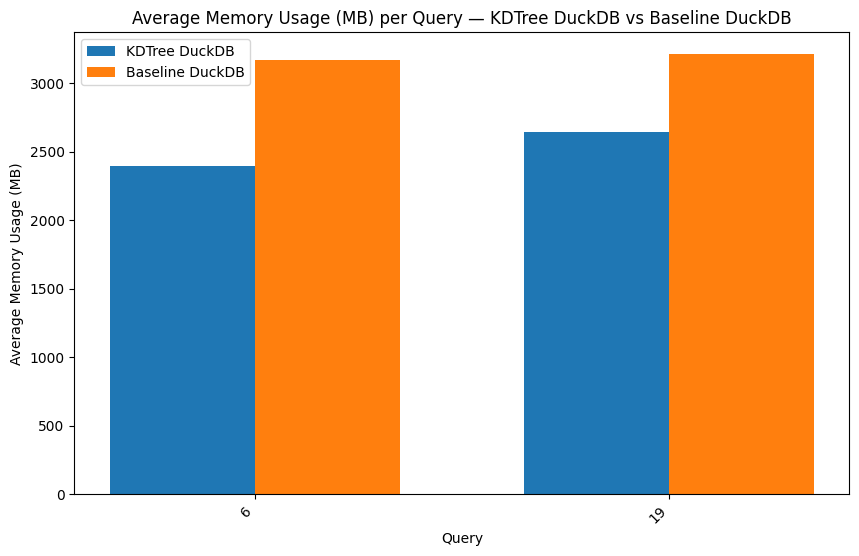 Average Memory Usage (MB) per Query — KDTree DuckDB vs Baseline DuckDB
KDTree DuckDB
Baseline DuckDB
Average Memory Usage (MB)
3000
2500
2000
1500
1000
500
0
6
19
Query